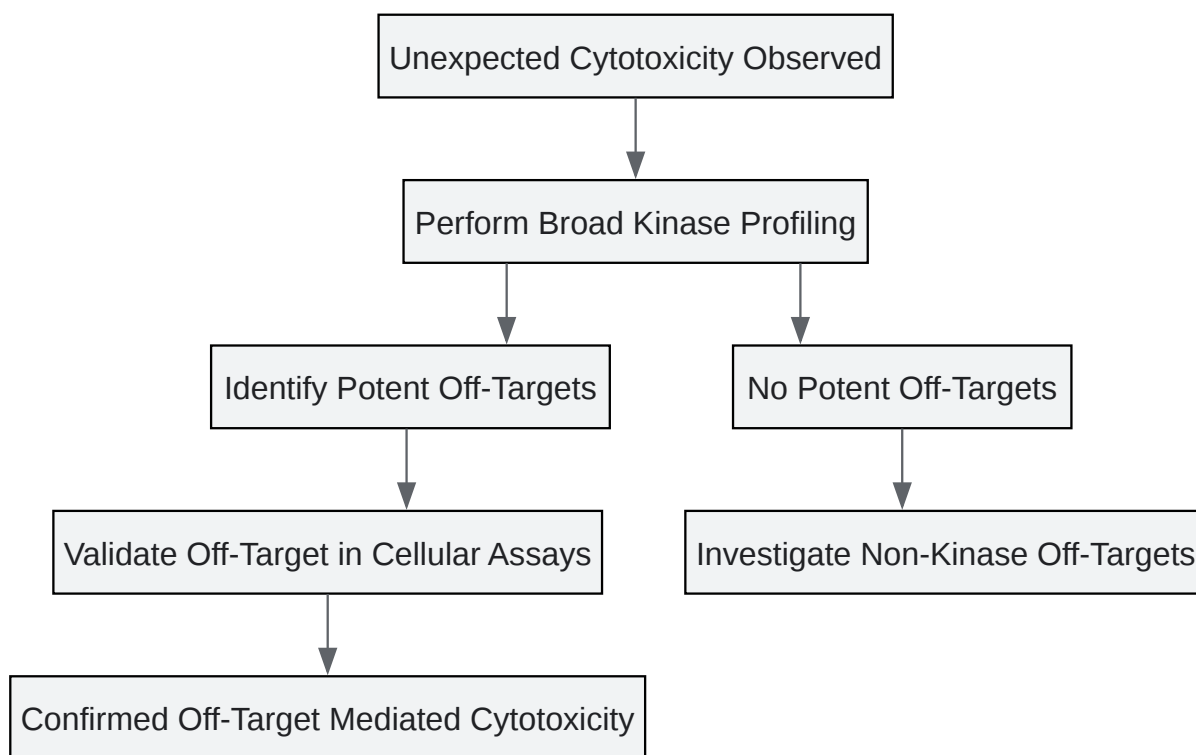 Unexpected Cytotoxicity Observed
Perform Broad Kinase Profiling
Identify Potent Off-Targets
No Potent Off-Targets
Validate Off-Target in Cellular Assays
Investigate Non-Kinase Off-Targets
Confirmed Off-Target Mediated Cytotoxicity